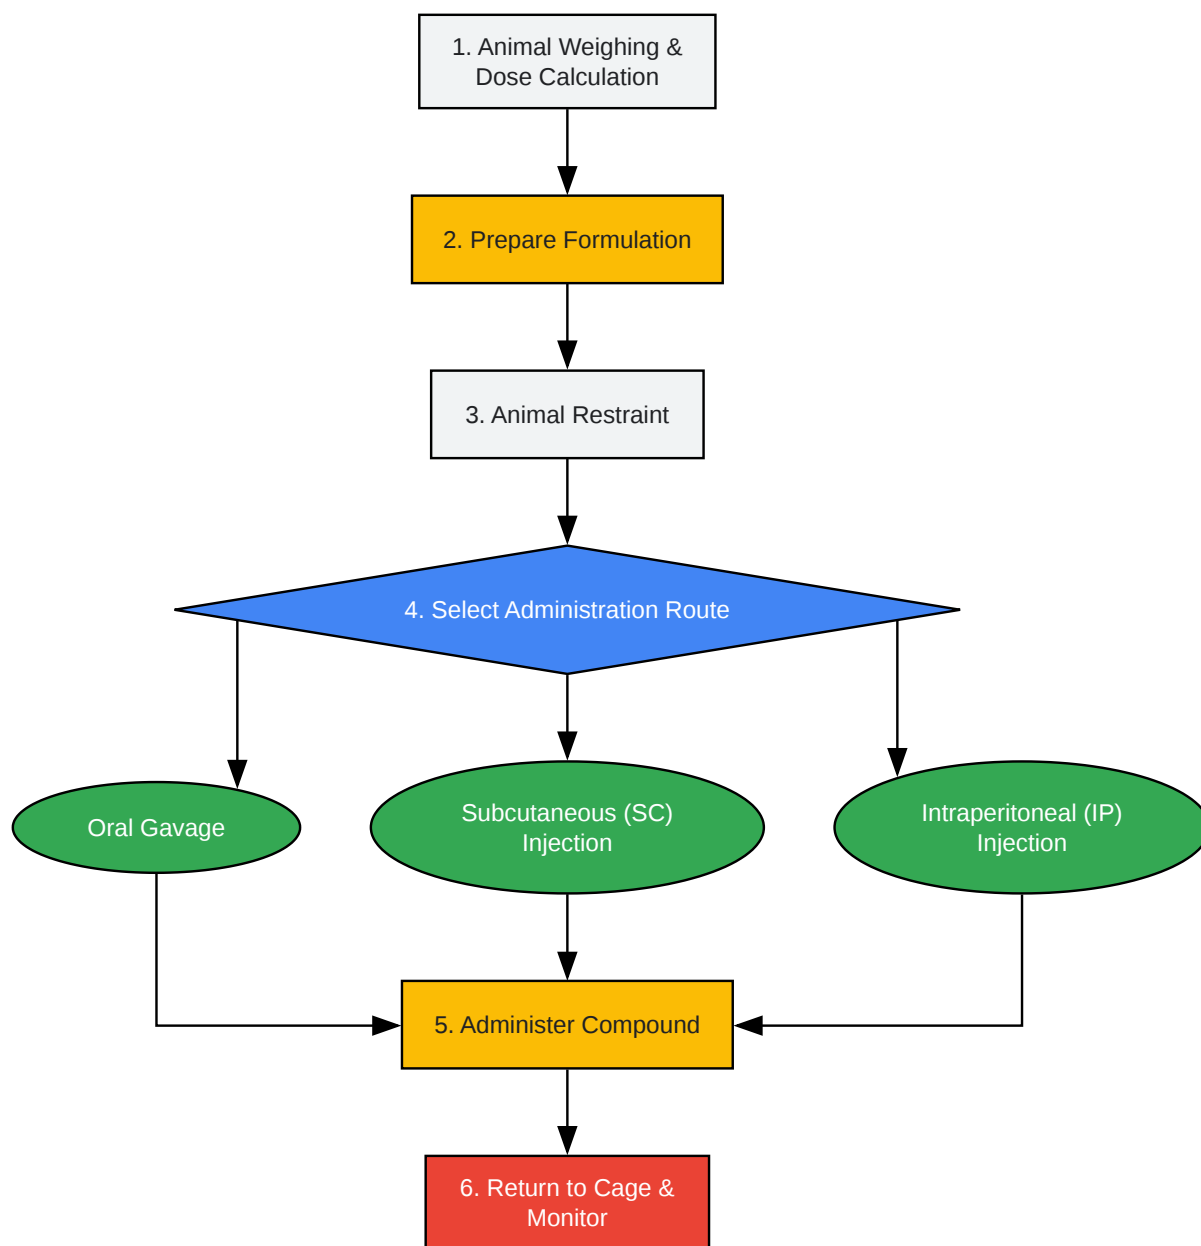 1. Animal Weighing &
Dose Calculation
2. Prepare Formulation
3. Animal Restraint
4. Select Administration Route
Oral Gavage
Subcutaneous (SC)
Injection
Intraperitoneal (IP)
Injection
5. Administer Compound
6. Return to Cage &
Monitor